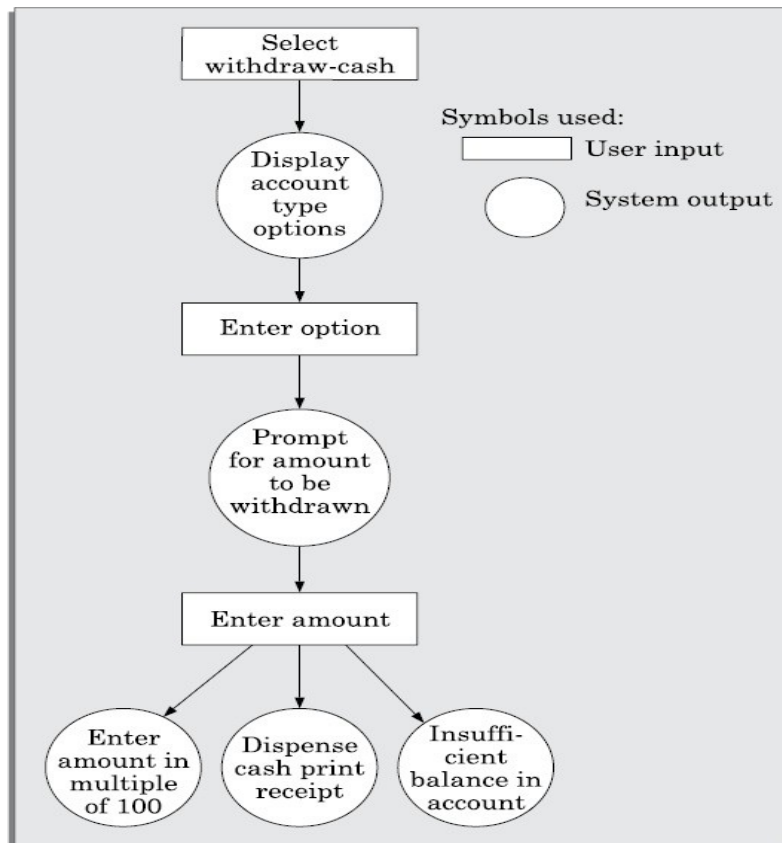 Select
withdraw-cash
Symbols used:
User input
System output
Display
account
type
options
Enter option
Prompt
for amount
to be
withdrawn
Enter amount
Enter
amount in
multiple
of 100
Dispense
cash print
receipt
Insuffi-
cient
balance in
account